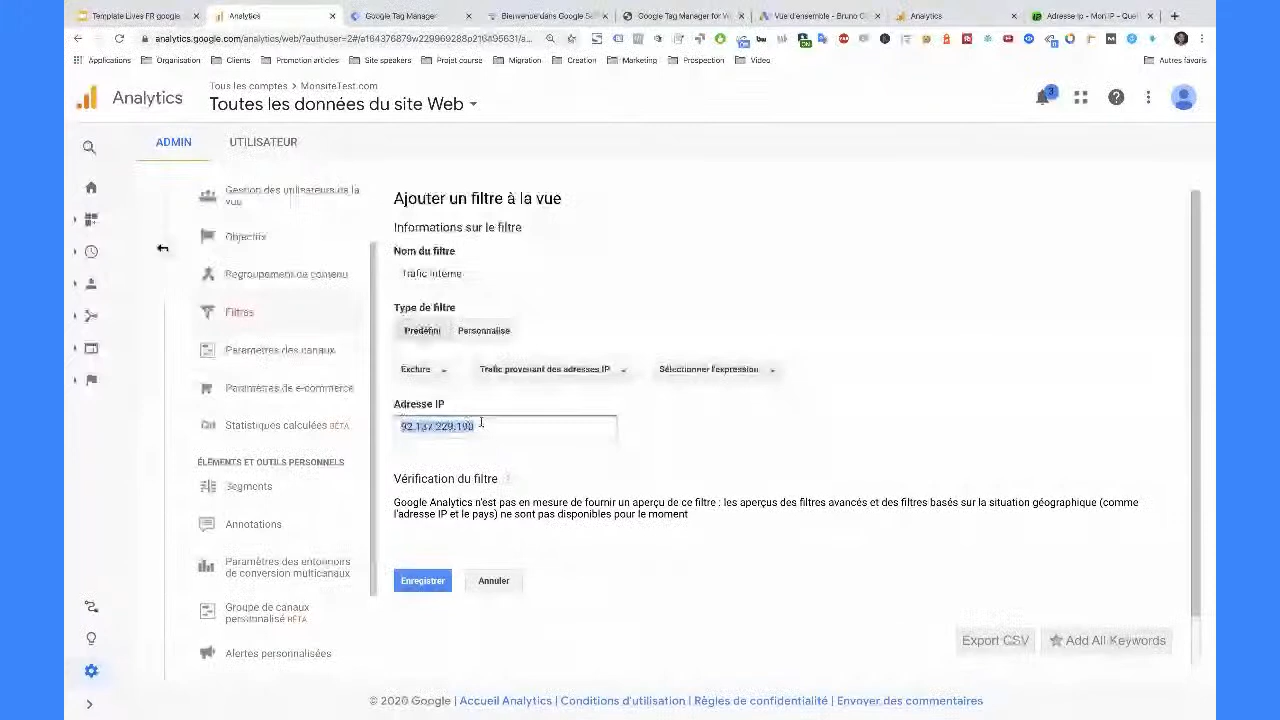 Template Lives FR google
Analytics
Google Tag Manager
Bienvenue dans Google
Google Tag Manager for W
Vue d'ensemble - Bruno C
Analytics
Adresse ip - Mon IP - Quel
Applications
Organisation
Clients
Promotion articles
Site speakers
Projet course
Migration
Creation
Marketing
Prospection
Video
Autres favoris
Analytics
Tous les comptes > MonsiteTest.com
Toutes les données du site Web
3
ADMIN
UTILISATEUR
Gestion des utilisateurs de la
vue
Objectifs
Regroupement de contenu
Filtres
Paramètres des canaux
Paramètres de e-commerce
Statistiques calculées BÊTA
ÉLÉMENTS ET OUTILS PERSONNELS
Segments
Annotations
Paramètres des entonnoirs
de conversion multicanaux
Groupe de canaux
personnalisé BÊTA
Alertes personnalisées
Ajouter un filtre à la vue
Informations sur le filtre
Nom du filtre
Trafic interne
Type de filtre
Prédéfini
Personnalisé
Exclure
Trafic provenant des adresses IP
Sélectionner l'expression
Adresse IP
92.137.229.190
Vérification du filtre ?
Google Analytics n'est pas en mesure de fournir un aperçu de ce filtre : les aperçus des filtres avancés et des filtres basés sur la situation géographique (comme
l'adresse IP et le pays) ne sont pas disponibles pour le moment
Enregistrer
Annuler
Export CSV
Add All Keywords
© 2020 Google | Accueil Analytics | Conditions d'utilisation | Règles de confidentialité | Envoyer des commentaires